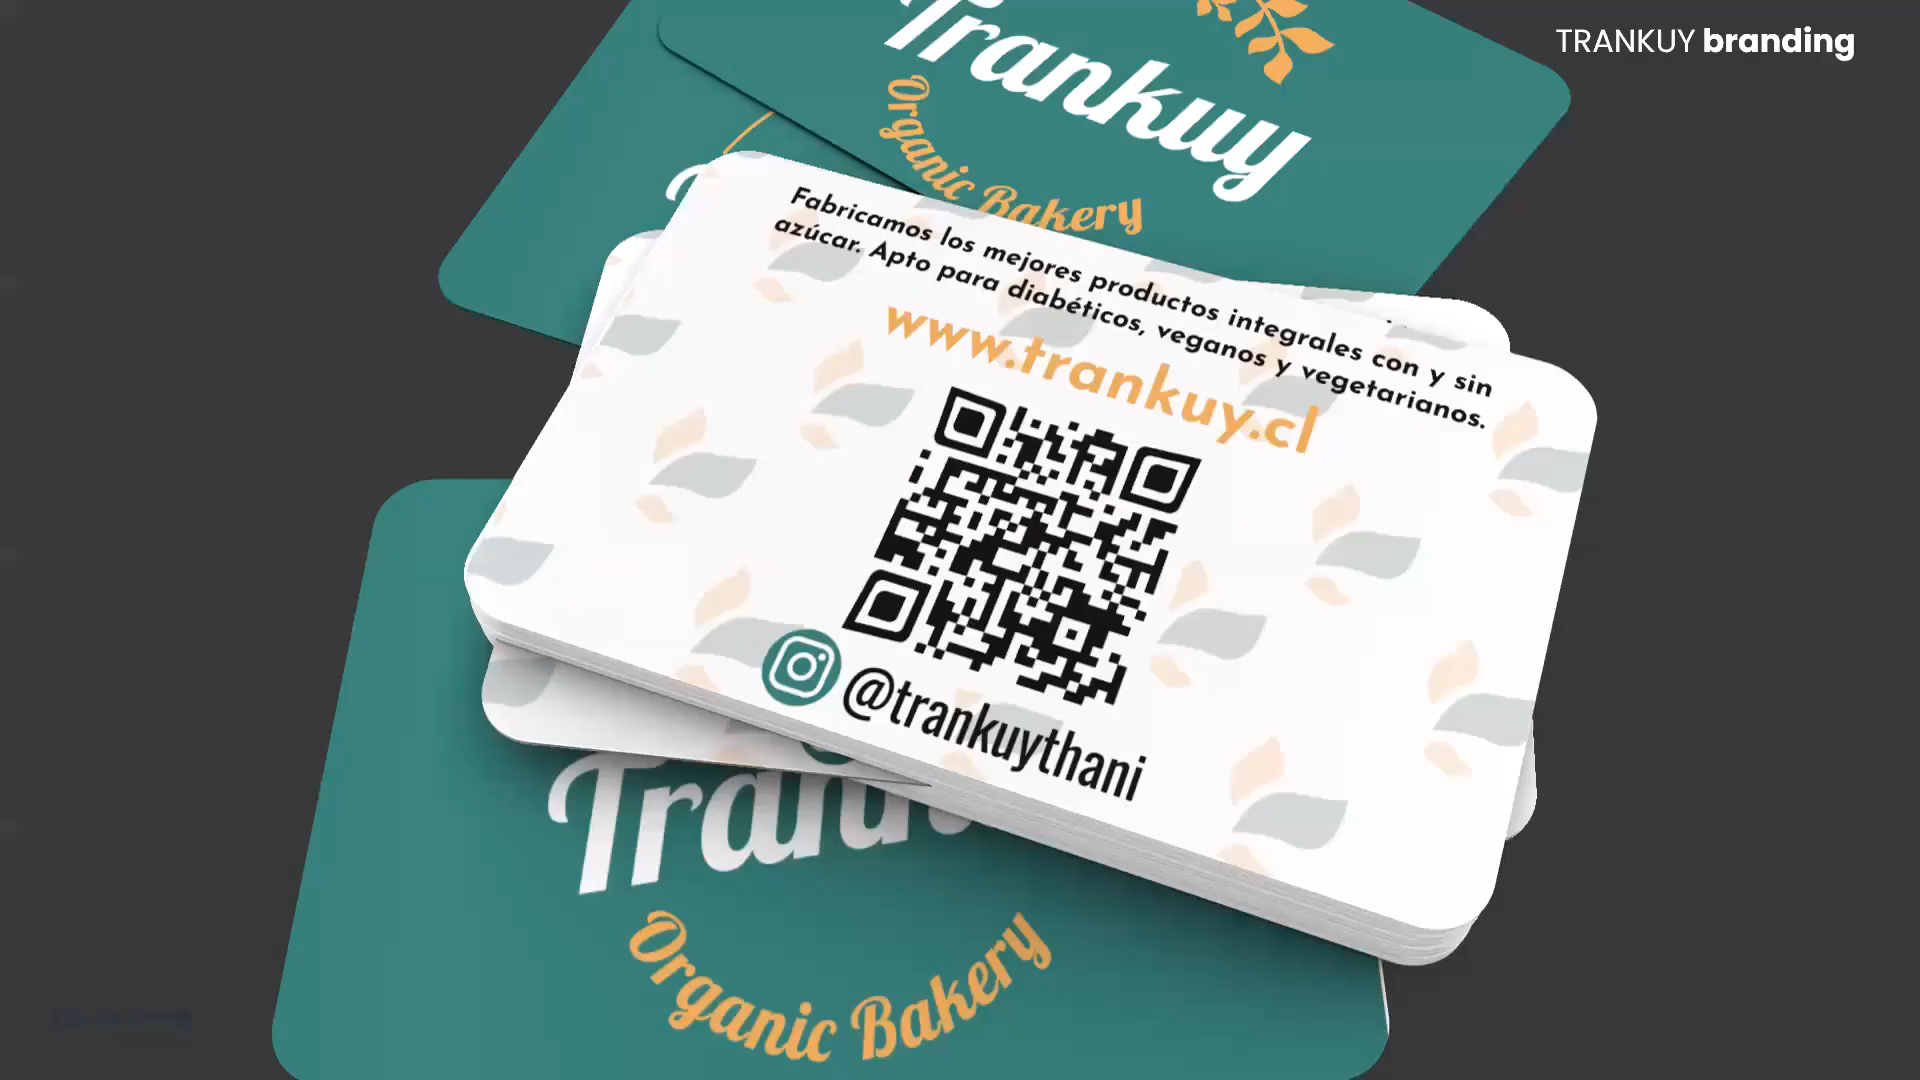 TRANKUY branding
Trankuy
Organic Bakery
Fabricamos los mejores productos integrales con y sin
azúcar. Apto para diabéticos, veganos y vegetarianos.
www.trankuy.cl
@trankuythani
Organic Bakery